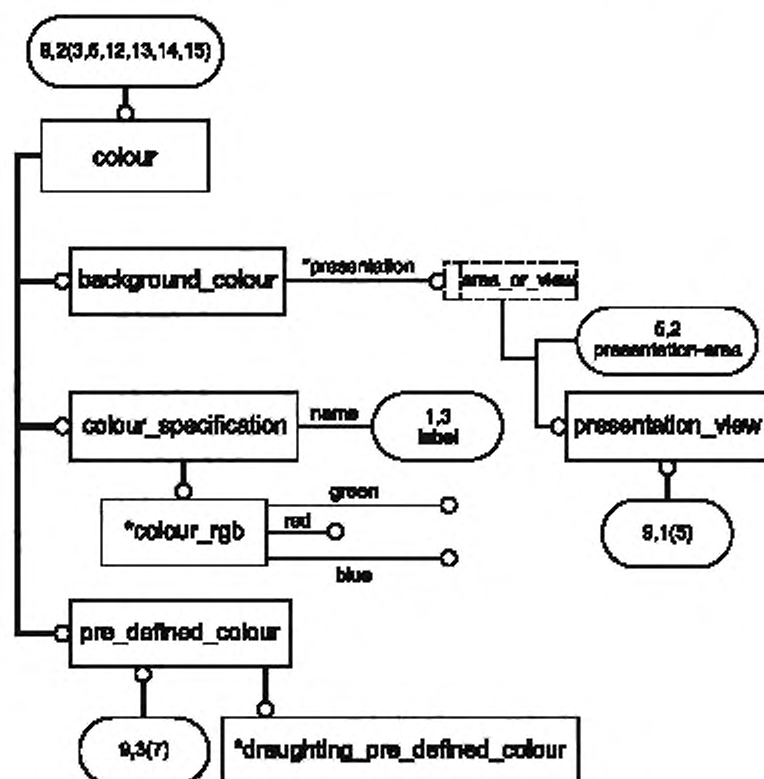 9,2(3,5,12,13,14,15)
colour
background_colour
*presentation
area_or_view
5,2
presentation-area
colour_specification
name
1,3
label
presentation_view
*colour_rgb
green
red
blue
9,1(5)
pre_defined_colour
9,3(7)
*draughting_pre_defined_colour